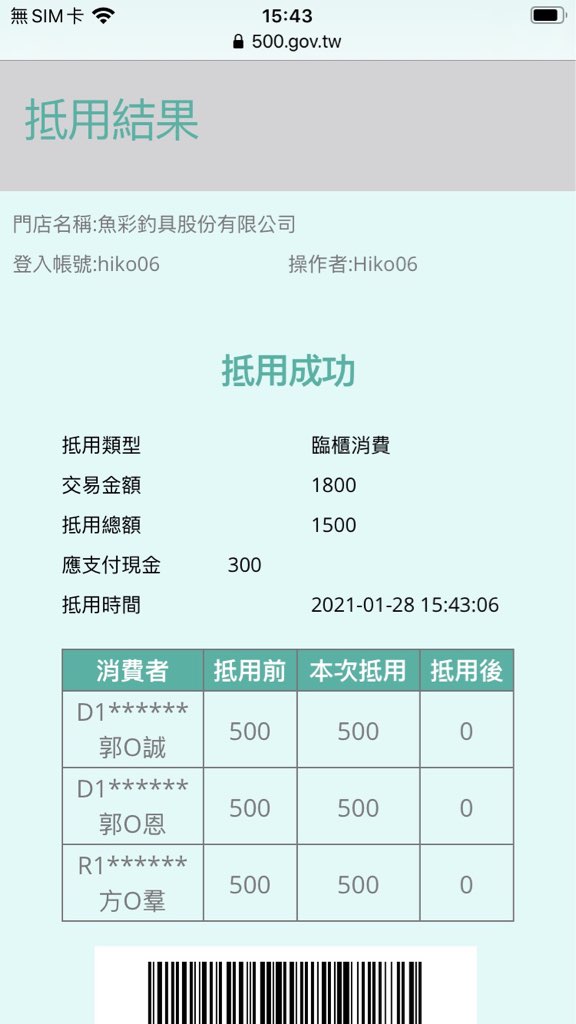 無SIM卡 15:43
500.gov.tw
抵用結果
門店名稱:魚彩釣具股份有限公司
登入帳號:hiko06 操作者:Hiko06
抵用成功
抵用類型 臨櫃消費
交易金額 1800
抵用總額 1500
應支付現金 300
抵用時間 2021-01-28 15:43:06
消費者 抵用前 本次抵用 抵用後
D1******
郭O誠 500 500 0
D1******
郭O恩 500 500 0
R1******
方O羣 500 500 0